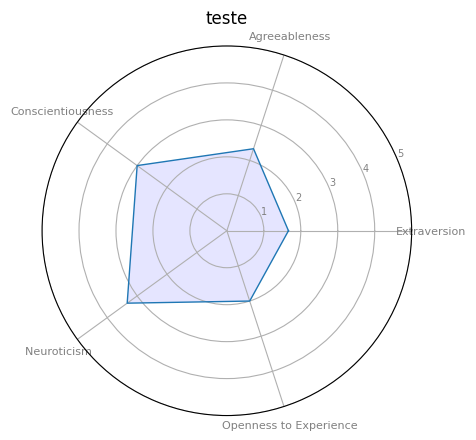 teste
Agreeableness
Conscientiousness
5
4
3
2
1
Extraversion
Neuroticism
Openness to Experience